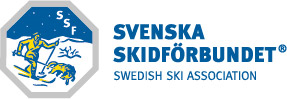 SSF
SVENSKA
SKIDFÖRBUNDET®
SWEDISH SKI ASSOCIATION